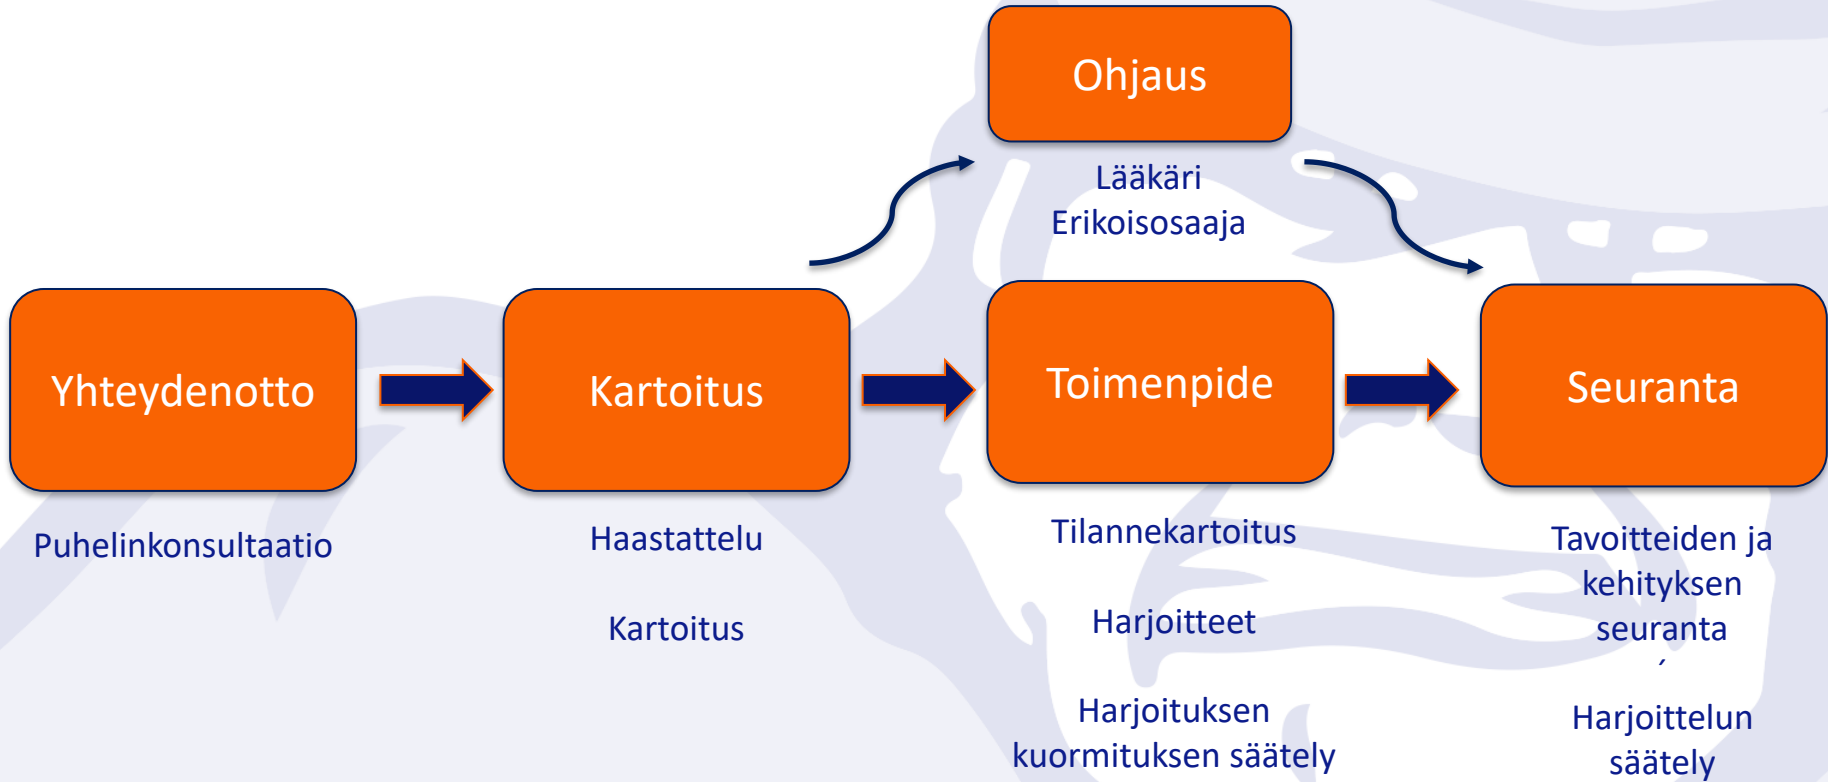 Ohjaus
Lääkäri
Erikoisosaaja
Yhteydenotto
Puhelinkonsultaatio
Kartoitus
Haastattelu
Kartoitus
Toimenpide
Tilannekartoitus
Harjoitteet
Harjoituksen
kuormituksen säätely
Seuranta
Tavoitteiden ja
kehityksen
seuranta
´
Harjoittelun
säätely